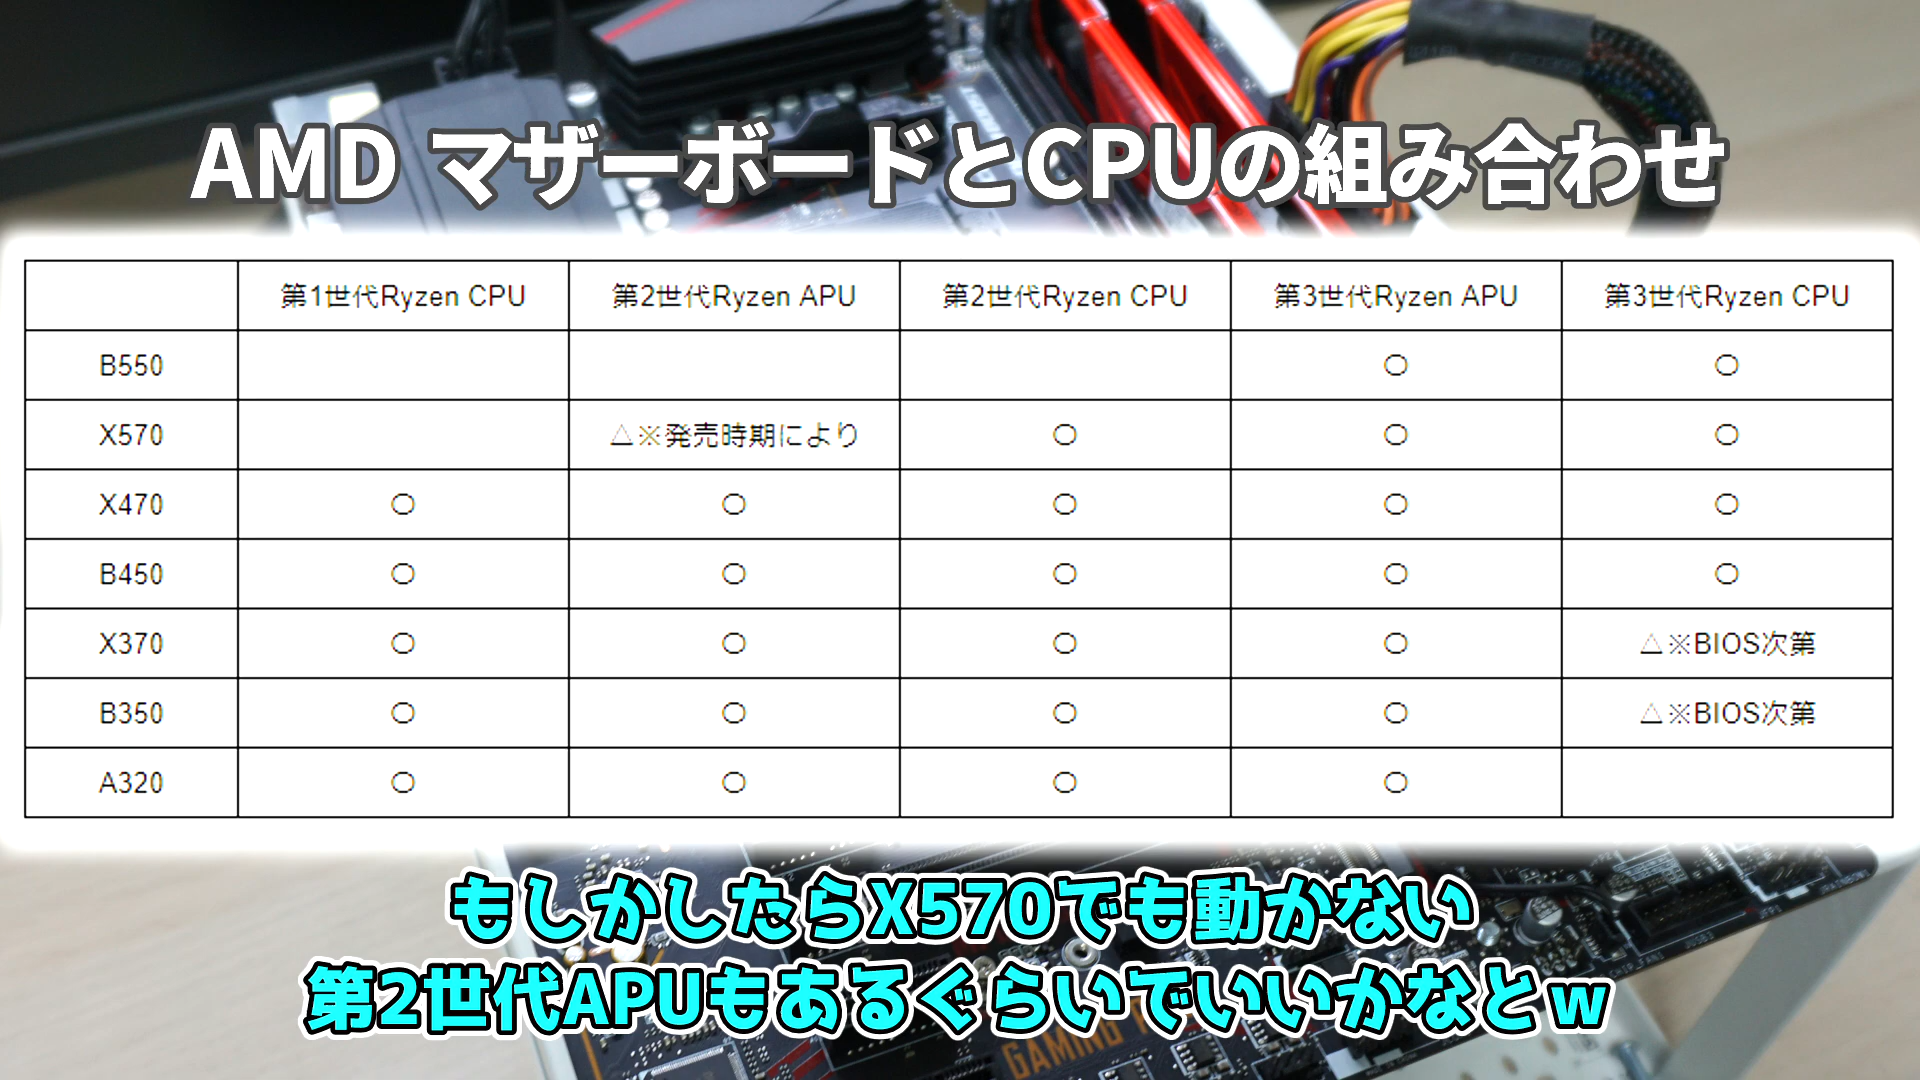 AMD マザーボードとCPUの組み合わせ
第1世代Ryzen CPU 第2世代Ryzen APU 第2世代Ryzen CPU 第3世代Ryzen APU 第3世代Ryzen CPU
B550 〇 〇
X570 △※発売時期により 〇 〇 〇
X470 〇 〇 〇 〇 〇
B450 〇 〇 〇 〇 〇
X370 〇 〇 〇 〇 △※BIOS次第
B350 〇 〇 〇 〇 △※BIOS次第
A320 〇 〇 〇 〇
もしかしたらX570でも動かない
第2世代APUもあるぐらいでいいかなとｗ
GAMING